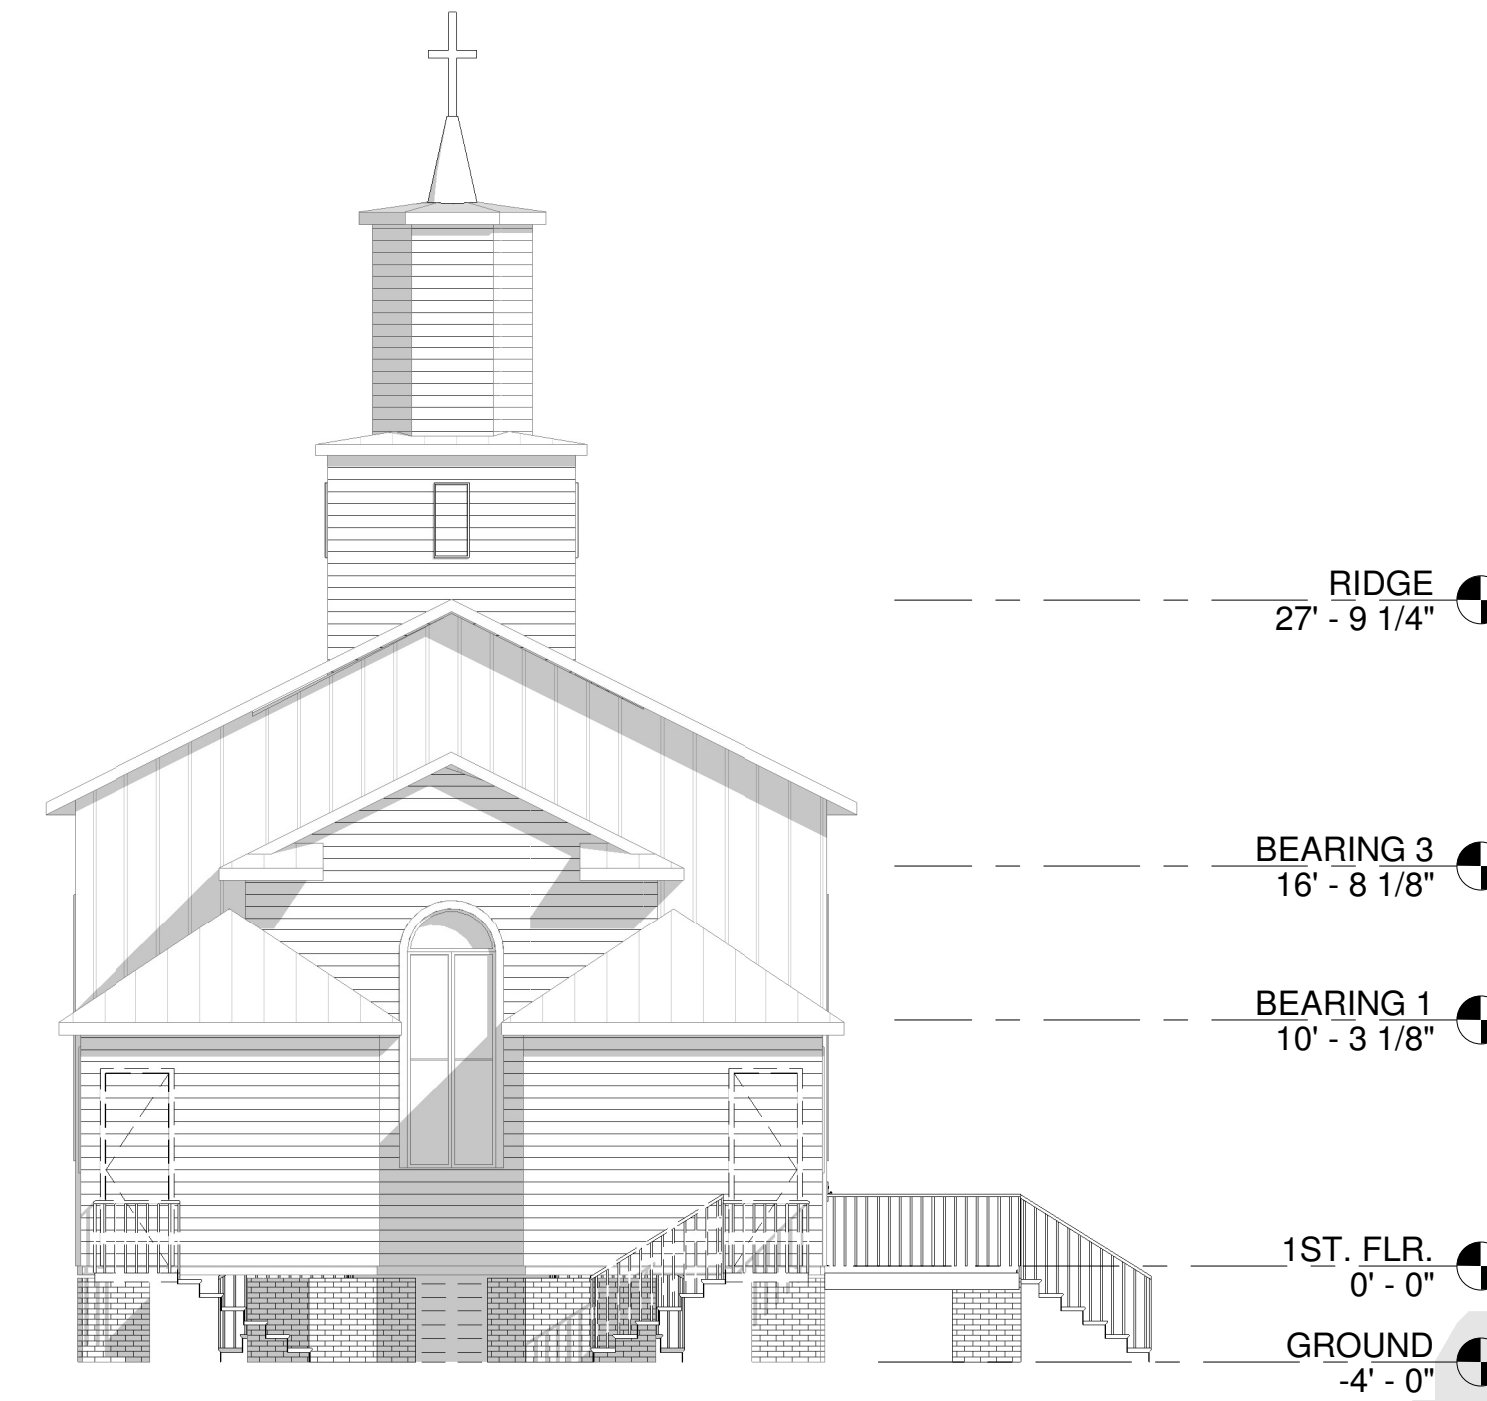 RIDGE
27' - 9 1/4"
BEARING 3
16' - 8 1/8"
BEARING 1
10' - 3 1/8"
1ST. FLR.
0' - 0"
GROUND
-4' - 0"